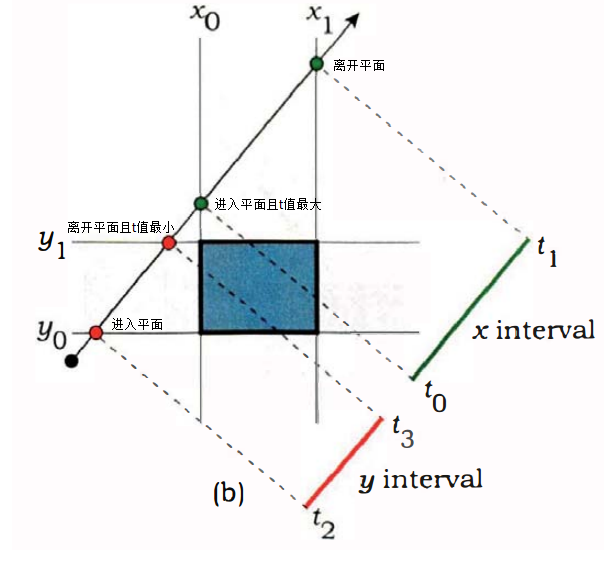 x0
x1
离开平面
进入平面且t值最大
离开平面且t值最小
y1
t1
进入平面
y0
x interval
t0
t3
y interval
(b)
t2